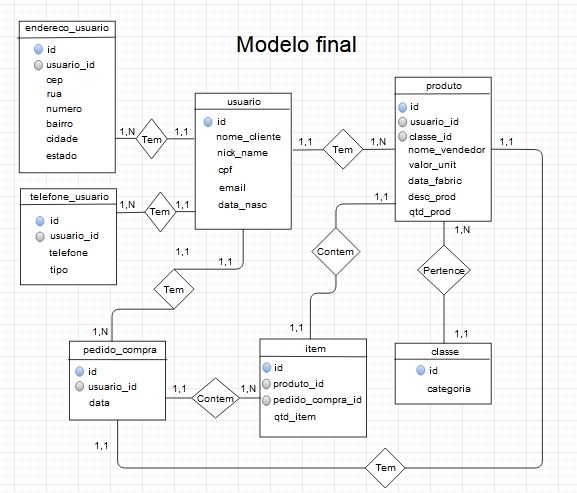 Modelo final
endereco_usuario
id
usuario_id
cep
rua
numero
bairro
cidade
estado
1,N
Tem
1,1
usuario
id
nome_cliente
nick_name
cpf
email
data_nasc
1,1
Tem
1,N
produto
id
usuario_id
classe_id
nome_vendedor
valor_unit
data_fabric
desc_prod
qtd_prod
1,1
telefone_usuario
id
usuario_id
telefone
tipo
1,N
Tem
1,1
1,1
1,1
Tem
1,N
1,1
Contem
1,1
1,N
Pertence
1,1
pedido_compra
id
usuario_id
data
1,1
Contem
1,N
item
id
produto_id
pedido_compra_id
qtd_item
classe
id
categoria
1,1
Tem